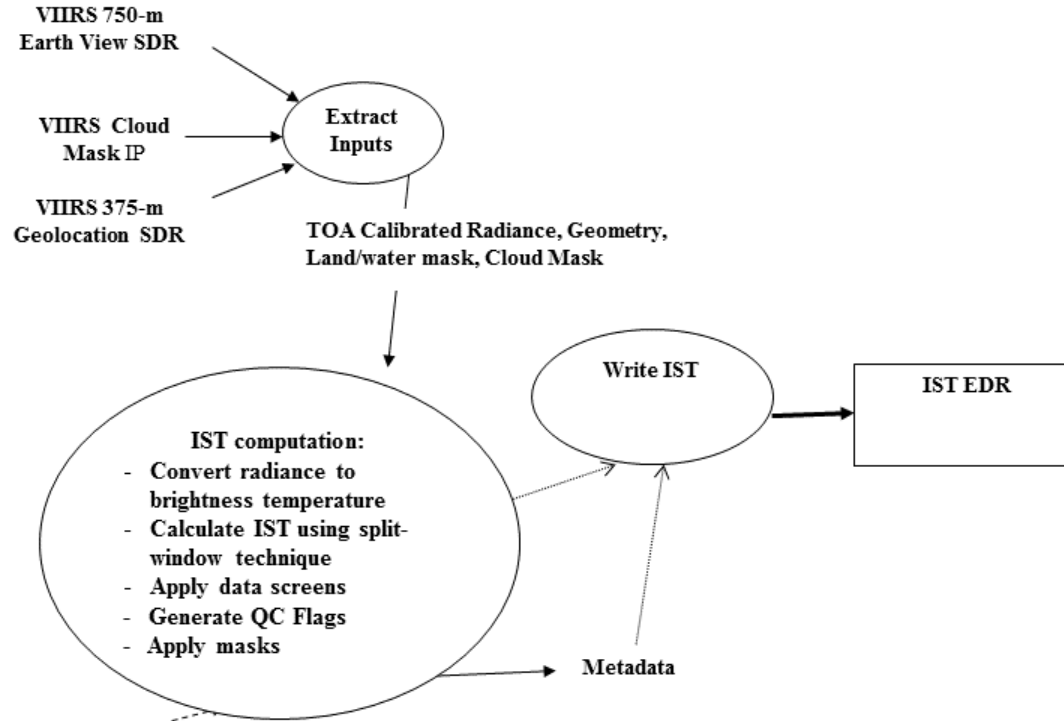 VIIRS 750-m
Earth View SDR
VIIRS Cloud
Mask IP
VIIRS 375-m
Geolocation SDR
Extract
Inputs
TOA Calibrated Radiance, Geometry,
Land/water mask, Cloud Mask
IST computation:
- Convert radiance to
brightness temperature
- Calculate IST using split-
window technique
- Apply data screens
- Generate QC Flags
- Apply masks
Write IST
IST EDR
Metadata